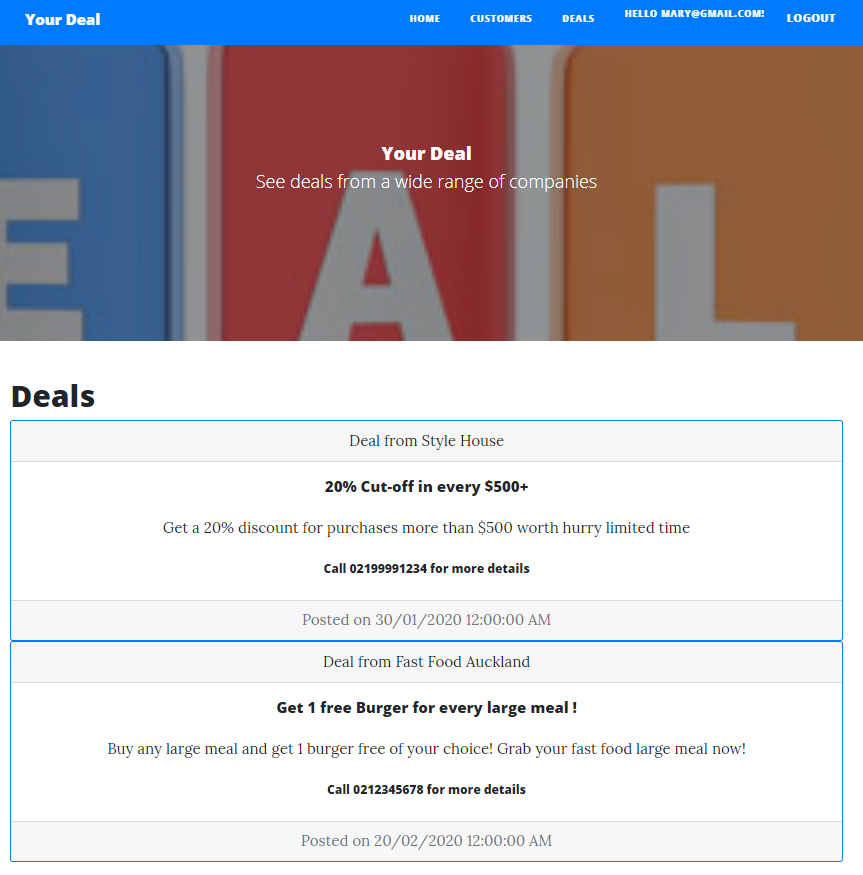 Your Deal
HOME CUSTOMERS DEALS HELLO MARY@GMAIL.COM! LOGOUT
Your Deal
See deals from a wide range of companies
E A L
Deals
Deal from Style House
20% Cut-off in every $500+
Get a 20% discount for purchases more than $500 worth hurry limited time
Call 02199991234 for more details
Posted on 30/01/2020 12:00:00 AM
Deal from Fast Food Auckland
Get 1 free Burger for every large meal !
Buy any large meal and get 1 burger free of your choice! Grab your fast food large meal now!
Call 0212345678 for more details
Posted on 20/02/2020 12:00:00 AM